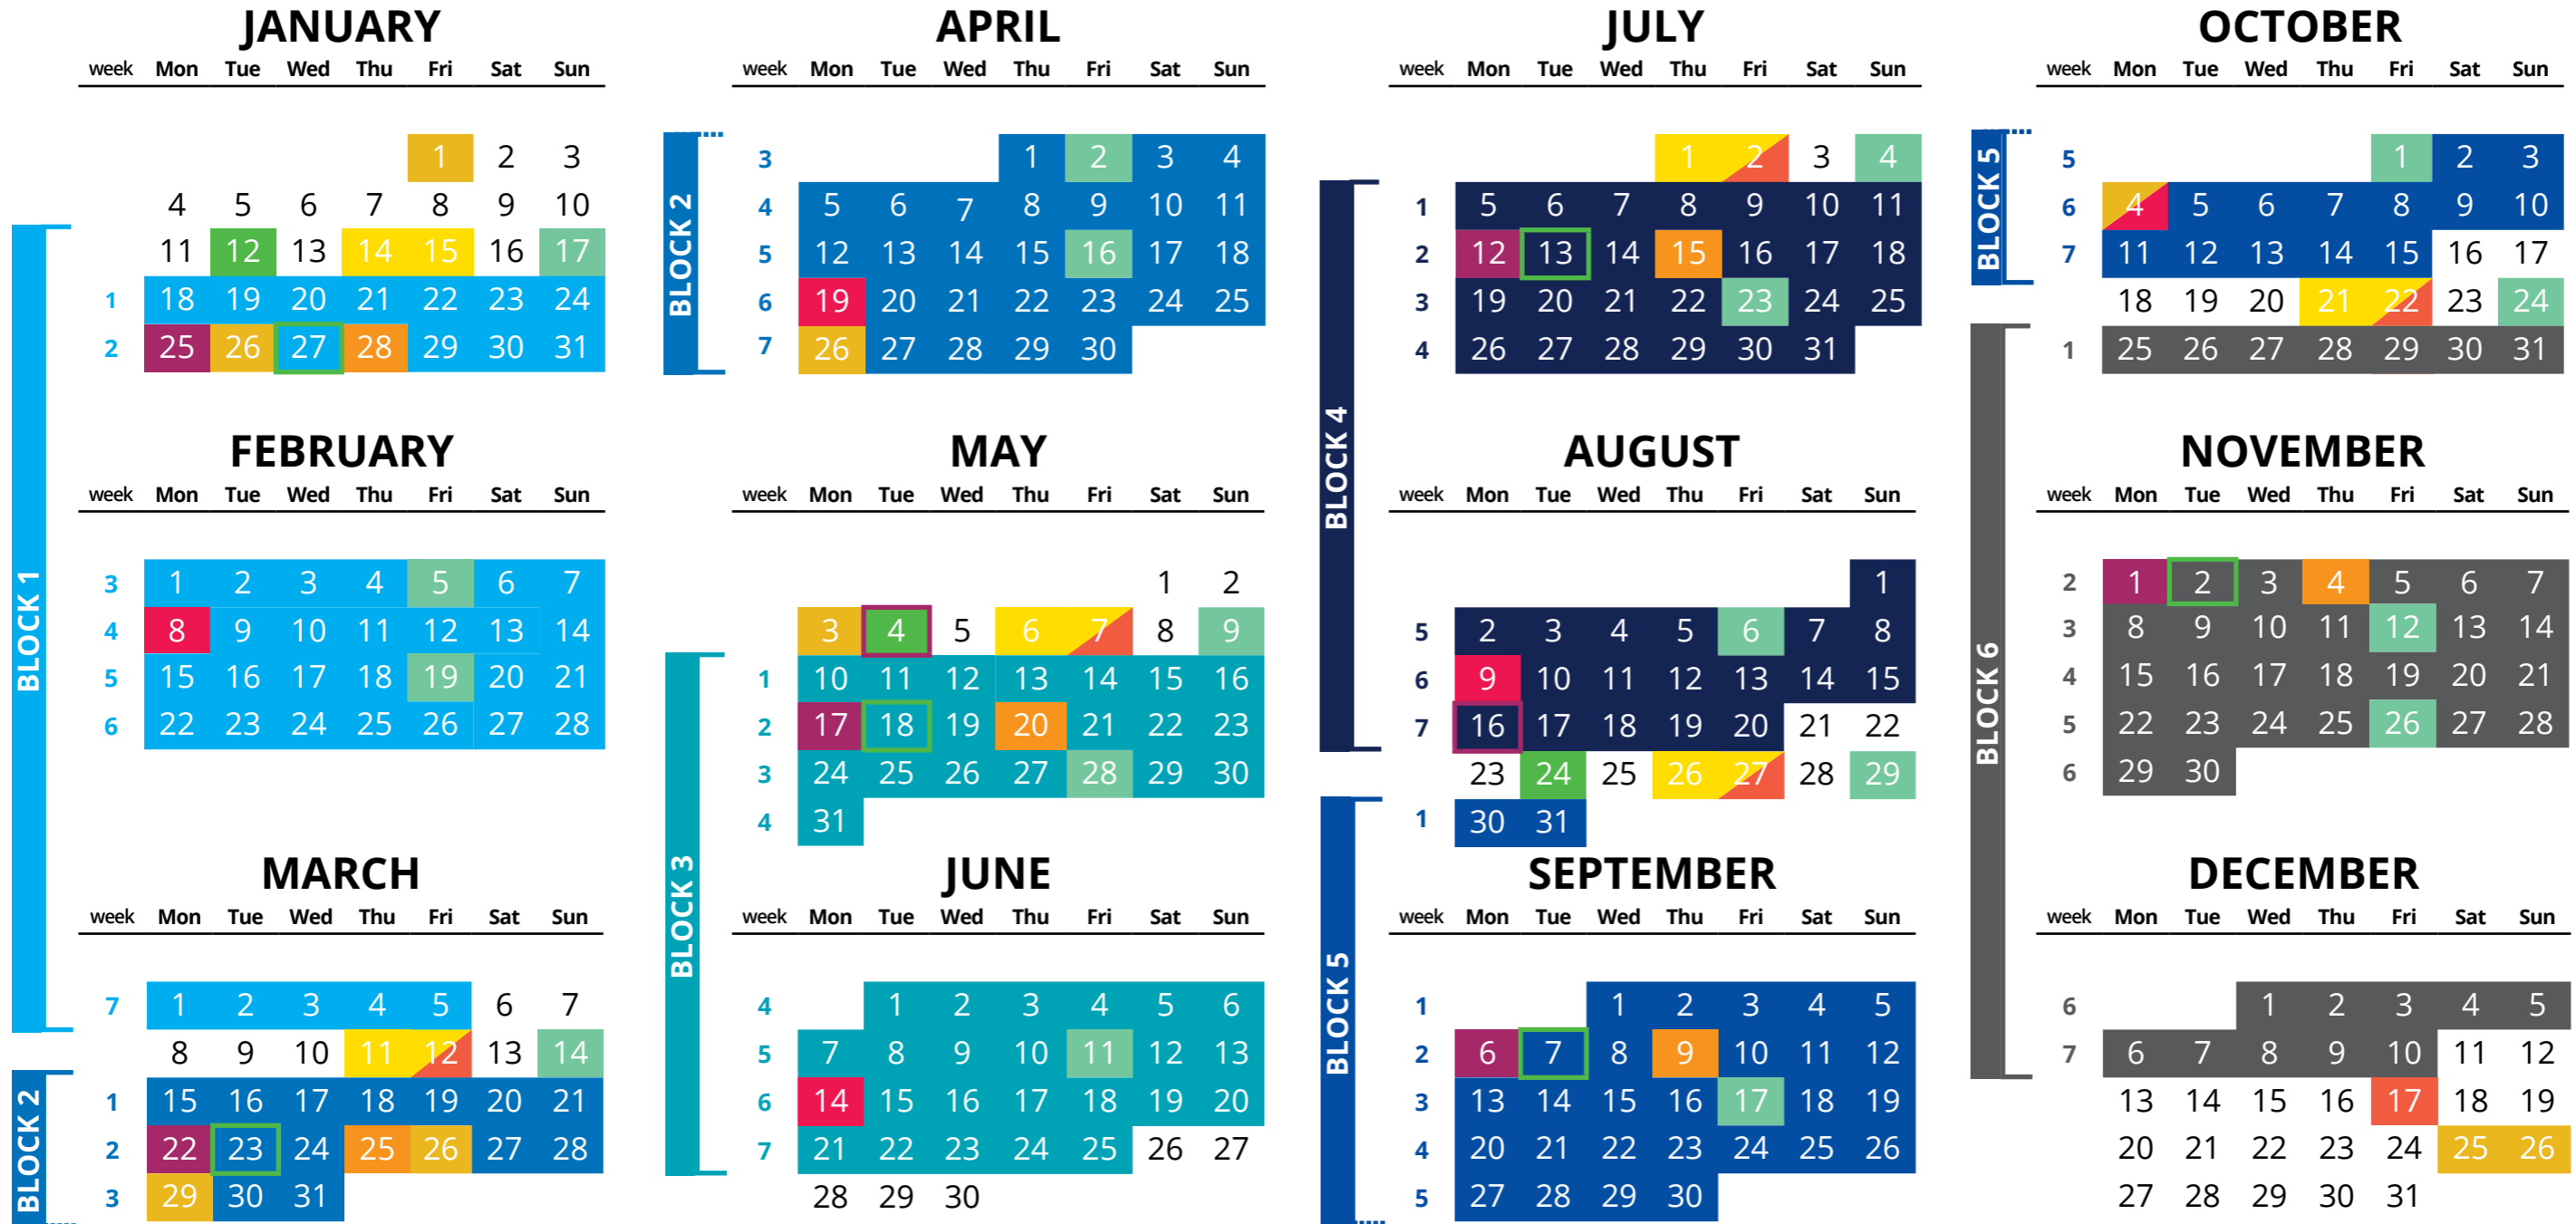 JANUARY
week Mon Tue Wed Thu Fri Sat Sun
1 2 3
4 5 6 7 8 9 10
11 12 13 14 15 16 17
1 18 19 20 21 22 23 24
2 25 26 27 28 29 30 31
BLOCK 1
FEBRUARY
week Mon Tue Wed Thu Fri Sat Sun
3 1 2 3 4 5 6 7
4 8 9 10 11 12 13 14
5 15 16 17 18 19 20 21
6 22 23 24 25 26 27 28
MARCH
week Mon Tue Wed Thu Fri Sat Sun
7 1 2 3 4 5 6 7
8 9 10 11 12 13 14
1 15 16 17 18 19 20 21
2 22 23 24 25 26 27 28
3 29 30 31
BLOCK 2
APRIL
week Mon Tue Wed Thu Fri Sat Sun
3 1 2 3 4
4 5 6 7 8 9 10 11
5 12 13 14 15 16 17 18
6 19 20 21 22 23 24 25
7 26 27 28 29 30
BLOCK 2
MAY
week Mon Tue Wed Thu Fri Sat Sun
1 2
3 4 5 6 7 8 9
1 10 11 12 13 14 15 16
2 17 18 19 20 21 22 23
3 24 25 26 27 28 29 30
4 31
BLOCK 3
JUNE
week Mon Tue Wed Thu Fri Sat Sun
4 1 2 3 4 5 6
5 7 8 9 10 11 12 13
6 14 15 16 17 18 19 20
7 21 22 23 24 25 26 27
28 29 30
JULY
week Mon Tue Wed Thu Fri Sat Sun
1 2 3 4
1 5 6 7 8 9 10 11
2 12 13 14 15 16 17 18
3 19 20 21 22 23 24 25
4 26 27 28 29 30 31
BLOCK 4
AUGUST
week Mon Tue Wed Thu Fri Sat Sun
1
5 2 3 4 5 6 7 8
6 9 10 11 12 13 14 15
7 16 17 18 19 20 21 22
23 24 25 26 27 28 29
1 30 31
BLOCK 5
SEPTEMBER
week Mon Tue Wed Thu Fri Sat Sun
1 1 2 3 4 5
2 6 7 8 9 10 11 12
3 13 14 15 16 17 18 19
4 20 21 22 23 24 25 26
5 27 28 29 30
OCTOBER
week Mon Tue Wed Thu Fri Sat Sun
5 1 2 3
6 4 5 6 7 8 9 10
7 11 12 13 14 15 16 17
18 19 20 21 22 23 24
1 25 26 27 28 29 30 31
BLOCK 5
BLOCK 6
NOVEMBER
week Mon Tue Wed Thu Fri Sat Sun
2 1 2 3 4 5 6 7
3 8 9 10 11 12 13 14
4 15 16 17 18 19 20 21
5 22 23 24 25 26 27 28
6 29 30
DECEMBER
week Mon Tue Wed Thu Fri Sat Sun
6 1 2 3 4 5
7 6 7 8 9 10 11 12
13 14 15 16 17 18 19
20 21 22 23 24 25 26
27 28 29 30 31